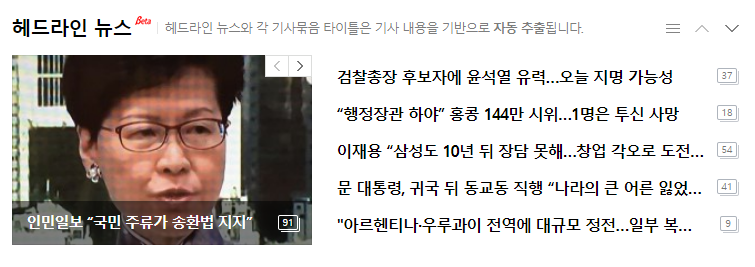 헤드라인 뉴스 Beta 헤드라인 뉴스와 각 기사묶음 타이틀은 기사 내용을 기반으로 자동 추출됩니다.
인민일보 “국민 주류가 송환법 지지” 91
검찰총장 후보자에 윤석열 유력...오늘 지명 가능성 37
“행정장관 하야” 홍콩 144만 시위...1명은 투신 사망 18
이재용 “삼성도 10년 뒤 장담 못해...창업 각오로 도전... 54
문 대통령, 귀국 뒤 동교동 직행 “나라의 큰 어른 잃었... 41
"아르헨티나·우루과이 전역에 대규모 정전...일부 복... 9